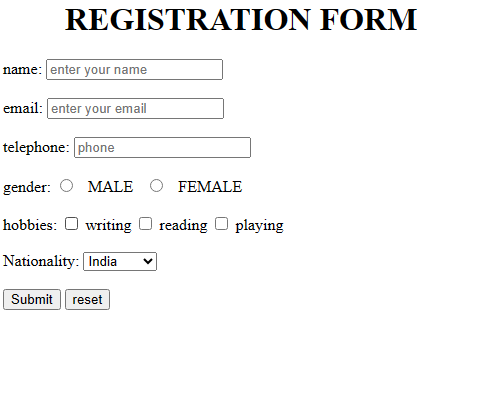 REGISTRATION FORM
name: enter your name
email: enter your email
telephone: phone
gender: MALE FEMALE
hobbies: writing reading playing
Nationality: India
Submit reset